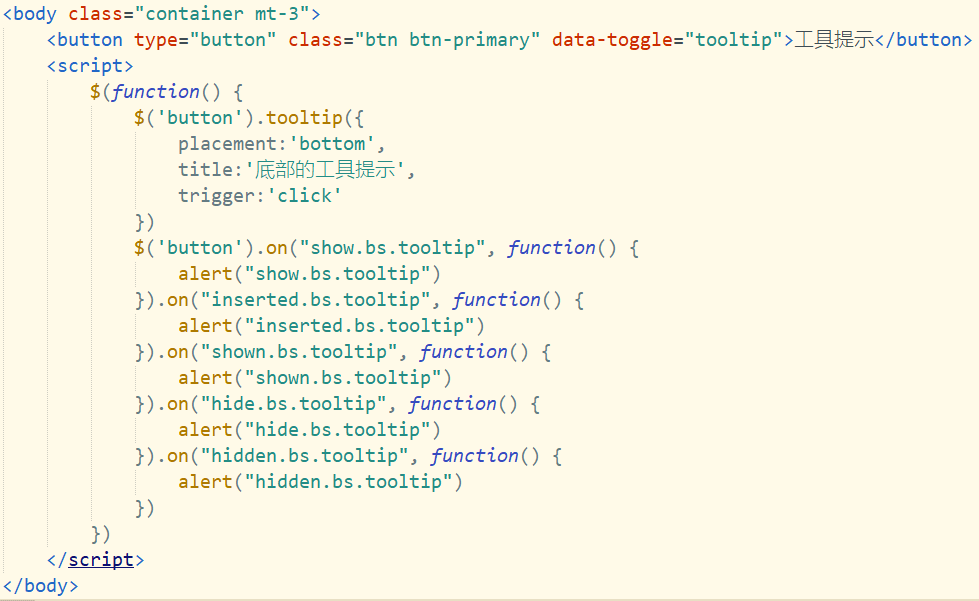 <body class="container mt-3">
    <button type="button" class="btn btn-primary" data-toggle="tooltip">工具提示</button>
    <script>
        $(function() {
            $('button').tooltip({
                placement:'bottom',
                title:'底部的工具提示',
                trigger:'click'
            })
            $('button').on("show.bs.tooltip", function() {
                alert("show.bs.tooltip")
            }).on("inserted.bs.tooltip", function() {
                alert("inserted.bs.tooltip")
            }).on("shown.bs.tooltip", function() {
                alert("shown.bs.tooltip")
            }).on("hide.bs.tooltip", function() {
                alert("hide.bs.tooltip")
            }).on("hidden.bs.tooltip", function() {
                alert("hidden.bs.tooltip")
            })
        })
    </script>
</body>